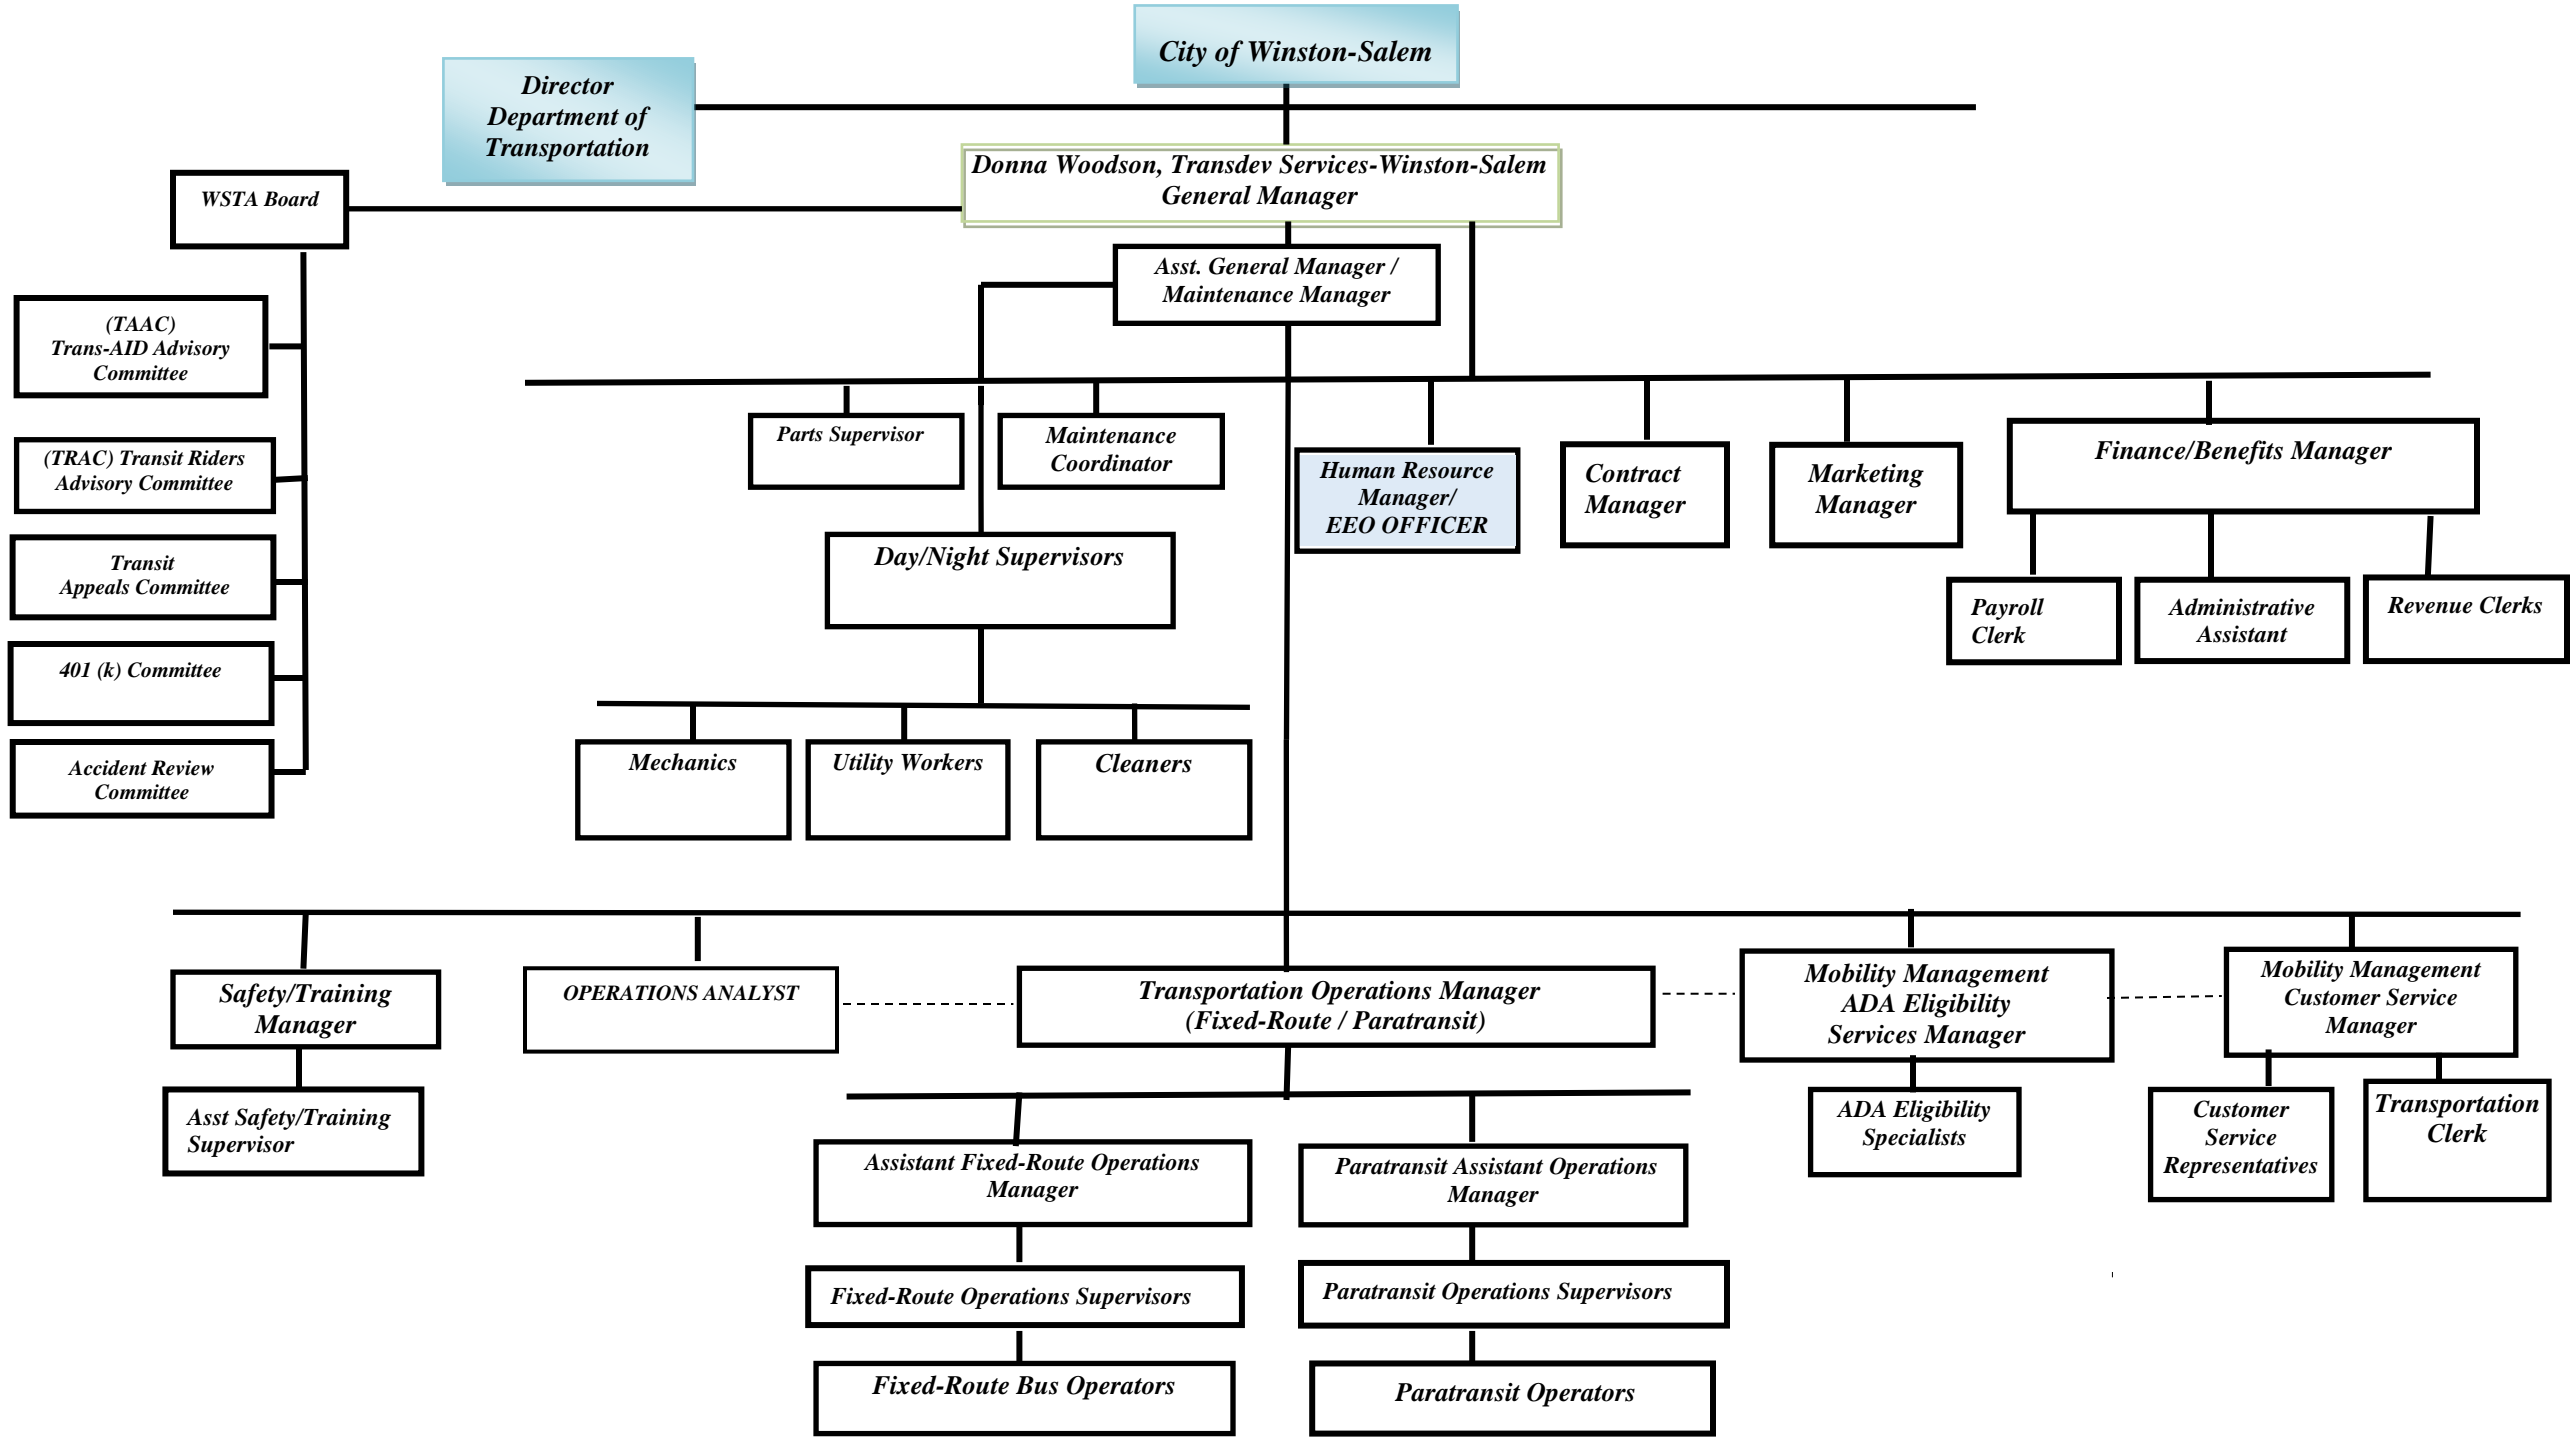 City of Winston-Salem
Director
Department of
Transportation
Donna Woodson, Transdev Services-Winston-Salem
General Manager
WSTA Board
Asst. General Manager /
Maintenance Manager
(TAAC)
Trans-AID Advisory
Committee
(TRAC) Transit Riders
Advisory Committee
Transit
Appeals Committee
401 (k) Committee
Accident Review
Committee
Parts Supervisor
Maintenance
Coordinator
Human Resource
Manager/
EEO OFFICER
Contract
Manager
Marketing
Manager
Finance/Benefits Manager
Day/Night Supervisors
Payroll
Clerk
Administrative
Assistant
Revenue Clerks
Mechanics
Utility Workers
Cleaners
Safety/Training
Manager
OPERATIONS ANALYST
Transportation Operations Manager
(Fixed-Route / Paratransit)
Mobility Management
ADA Eligibility
Services Manager
Mobility Management
Customer Service
Manager
Asst Safety/Training
Supervisor
Assistant Fixed-Route Operations
Manager
Paratransit Assistant Operations
Manager
ADA Eligibility
Specialists
Customer
Service
Representatives
Transportation
Clerk
Fixed-Route Operations Supervisors
Paratransit Operations Supervisors
Fixed-Route Bus Operators
Paratransit Operators